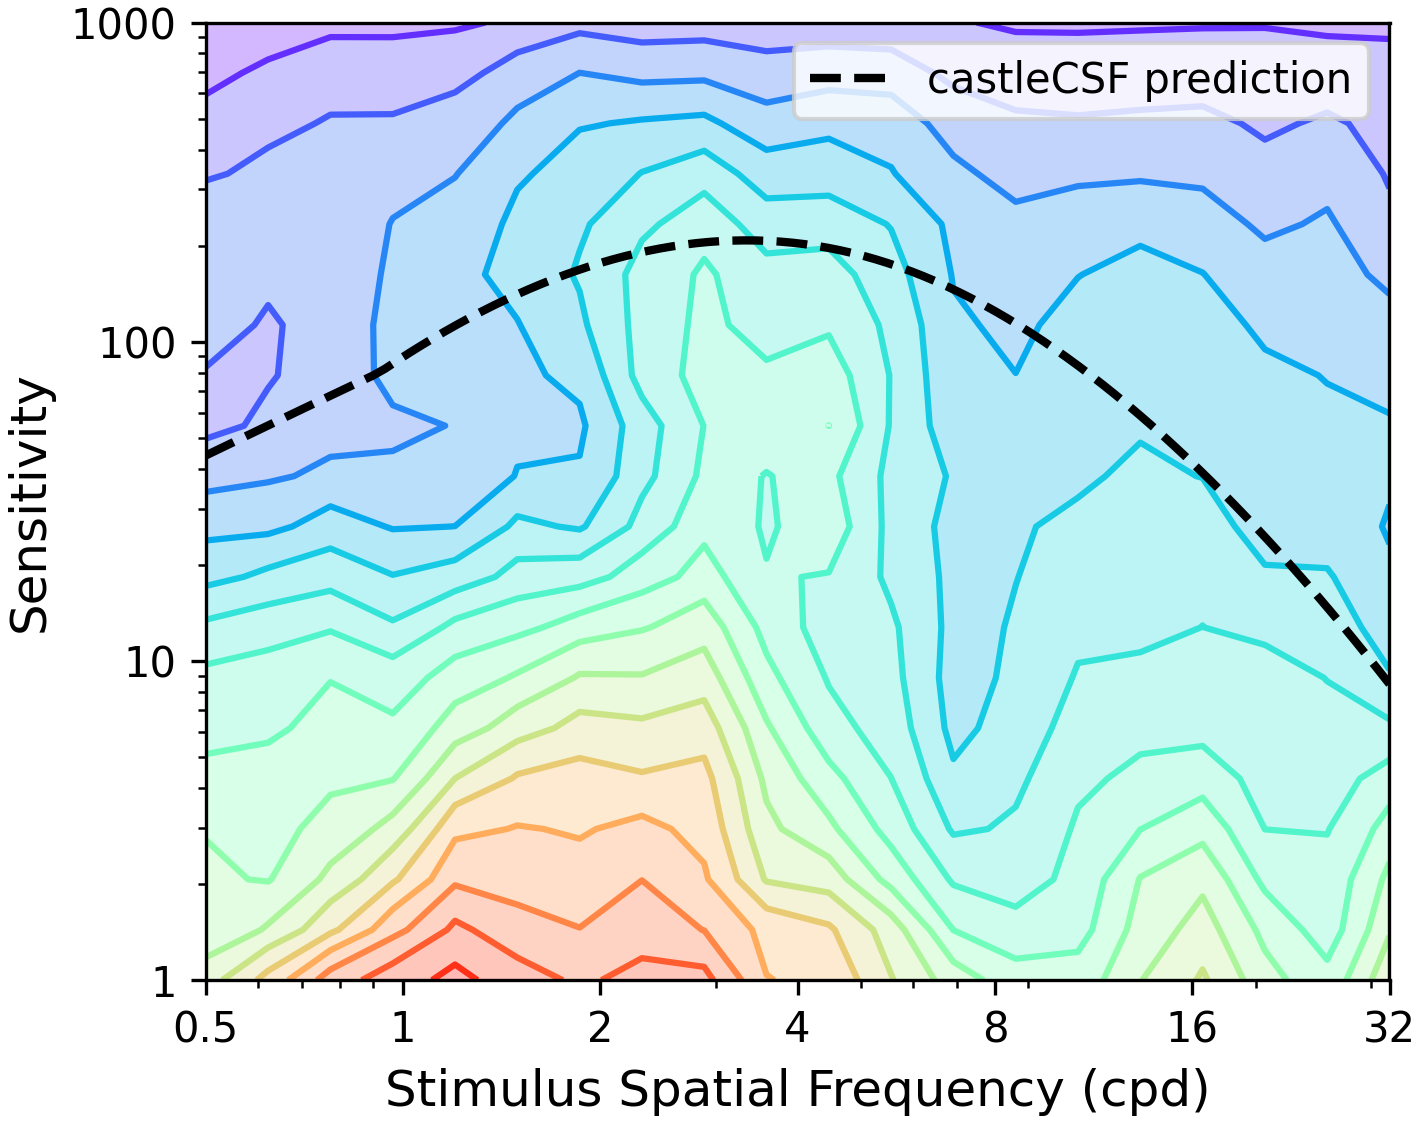 1000
castleCSF prediction
100
Sensitivity
10
1
0.5 1 2 4 8 16 32
Stimulus Spatial Frequency (cpd)